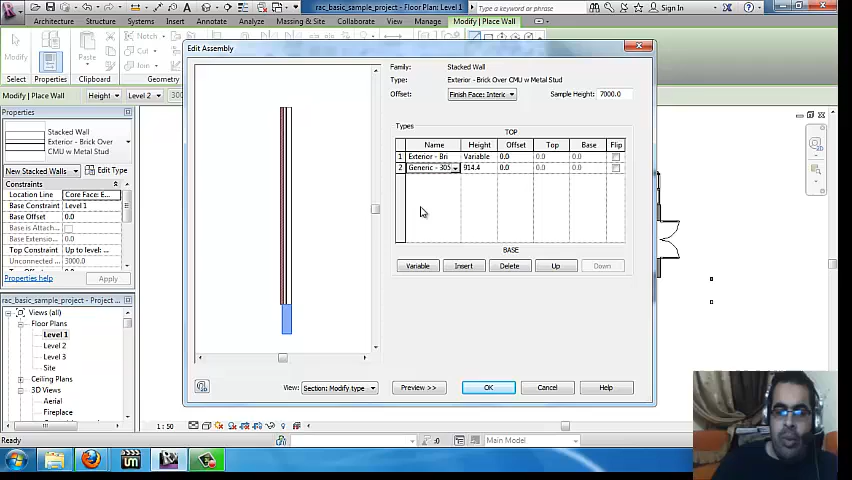 rac_basic_sample_project - Floor Plan: Level 1
Sign In
Architecture Structure Systems Insert Annotate Analyze Massing & Site Collaborate View Manage Modify | Place Wall
Modify
Properties
Paste
Notch
Join
Select Properties Clipboard Geometry
Modify | Place Wall Height: Level 2
Properties
Stacked Wall
Exterior - Brick Over
CMU w Metal Stud
New Stacked Walls Edit Type
Constraints
Location Line Core Face: E...
Base Constraint Level 1
Base Offset 0.0
Base is Attach...
Base Extension... 0.0
Top Constraint Up to level: ...
Unconnected ... 3000.0
Properties help Apply
rac_basic_sample_project - Project ...
Views (all)
Floor Plans
Level 1
Level 2
Level 3
Site
Ceiling Plans
3D Views
Aerial
Fireplace
Edit Assembly
Family: Stacked Wall
Type: Exterior - Brick Over CMU w Metal Stud
Offset: Finish Face: Interic Sample Height: 7000.0
Types
TOP
Name Height Offset Top Base Flip
1 Exterior - Bri Variable 0.0 0.0 0.0
2 Generic - 305 914.4 0.0 0.0 0.0
BASE
Variable Insert Delete Up Down
View: Section: Modify type Preview >> OK Cancel Help
1 : 50
Ready :0 Main Model